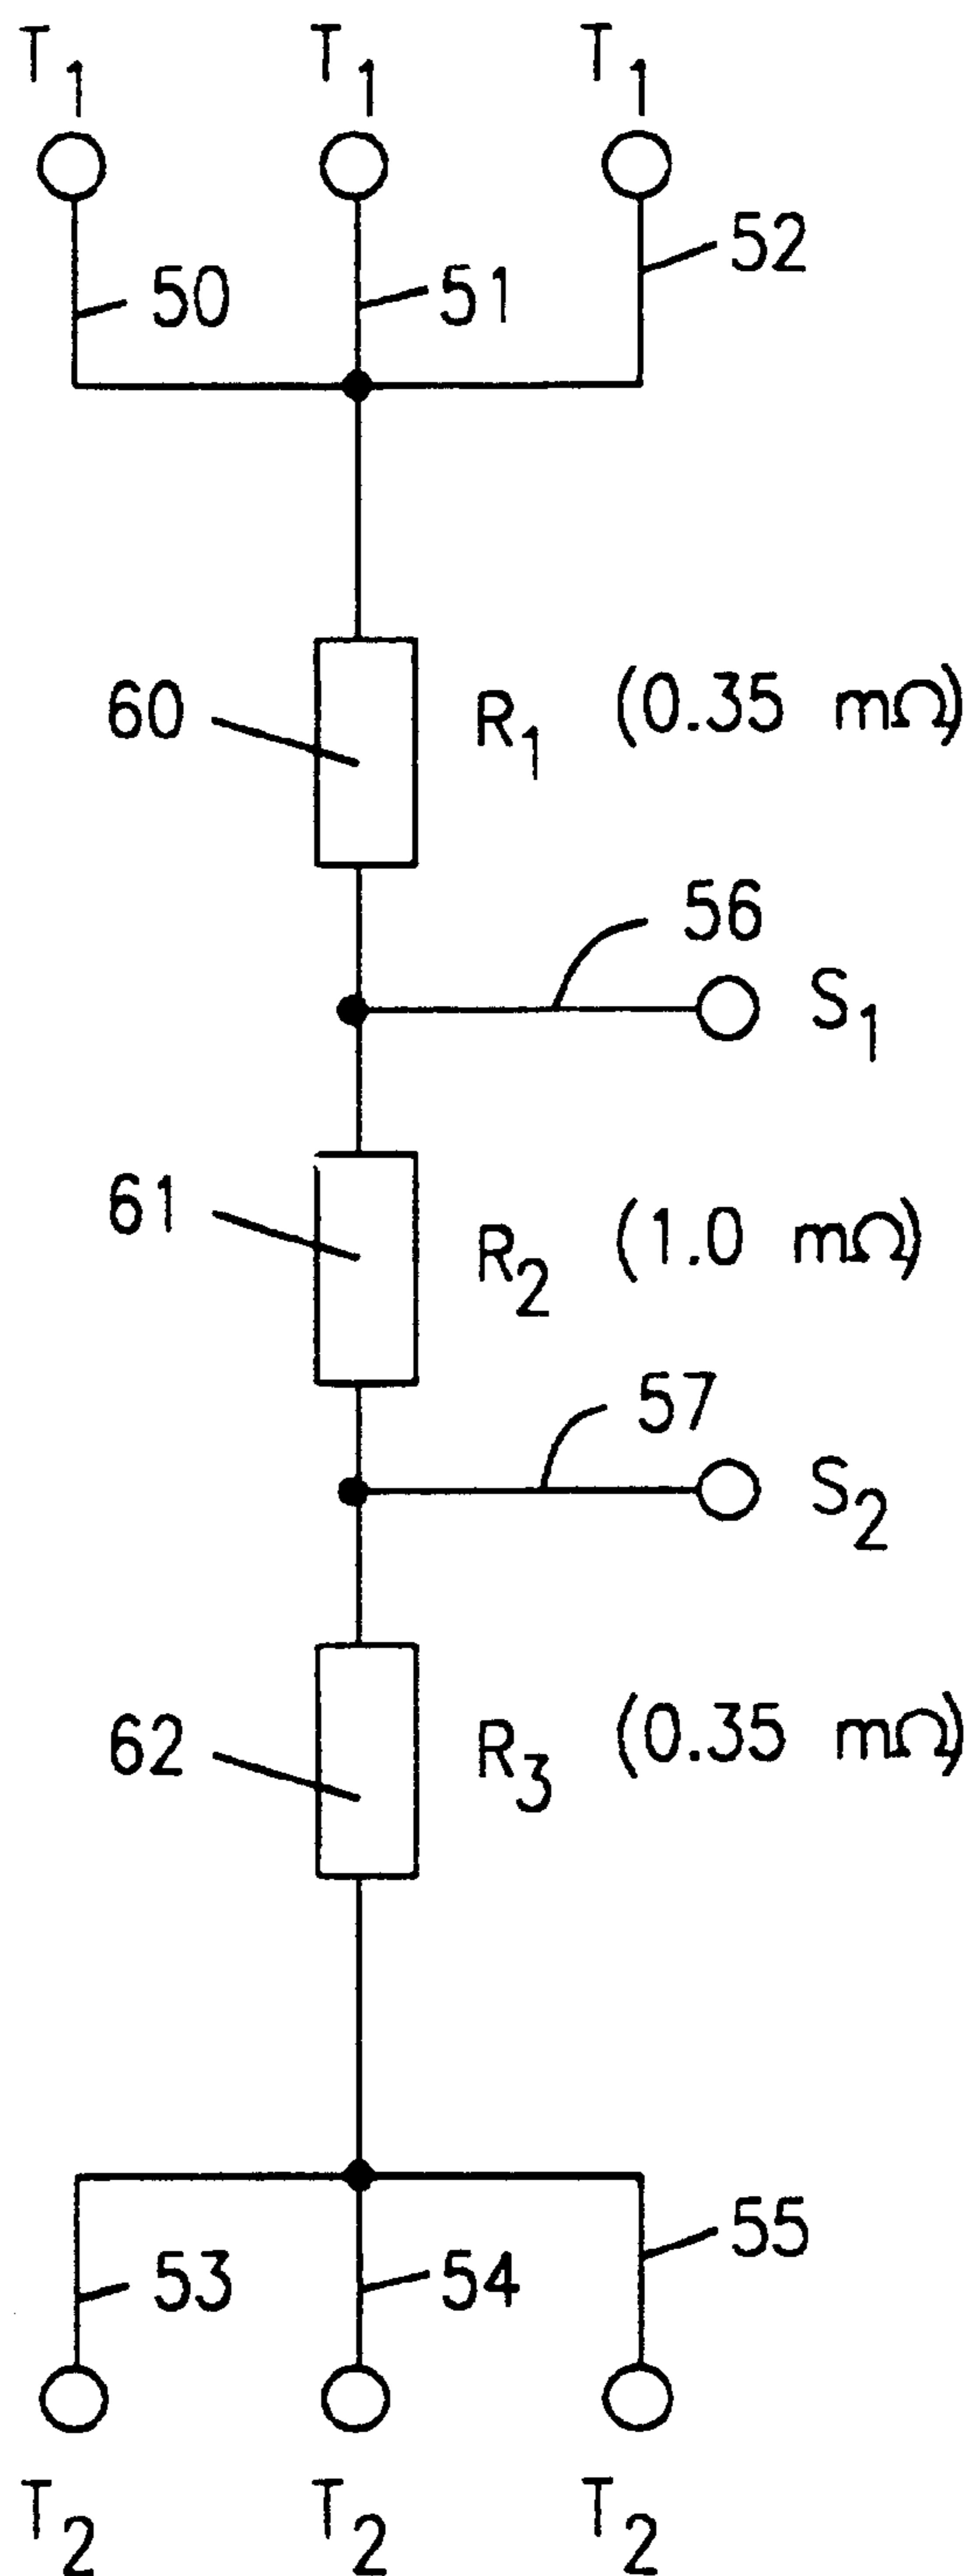 T1 T1 T1
52
50 51
60 R1 (0.35 mΩ)
56
S1
61 R2 (1.0 mΩ)
57
S2
62 R3 (0.35 mΩ)
55
53 54
T2 T2 T2